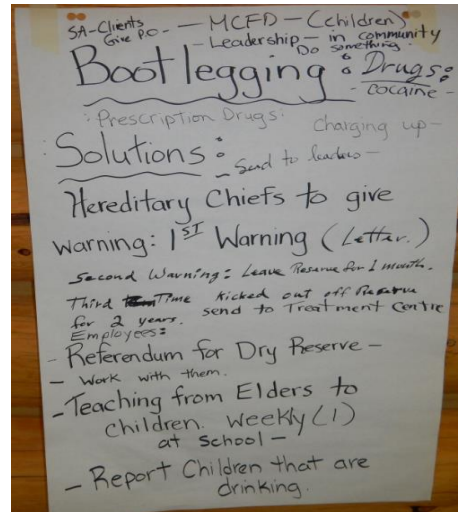 SA-Clients — MCFD — (children)
Give P.O. - - Leadership - in community
Do something.
Bootlegging : Drugs:
- cocaine -
: Prescription Drugs: Charging up -
Solutions :
- Send to leaders -
Hereditary Chiefs to give
warning: 1ST Warning (Letter.)
Second Warning: Leave Reserve for 1 month.
Third Time Kicked out off Reserve
for 2 years. send to Treatment Centre
Employees:
- Referendum for Dry Reserve -
- Work with them.
- Teaching from Elders to
children. weekly (1)
at school -
- Report Children that are
drinking.